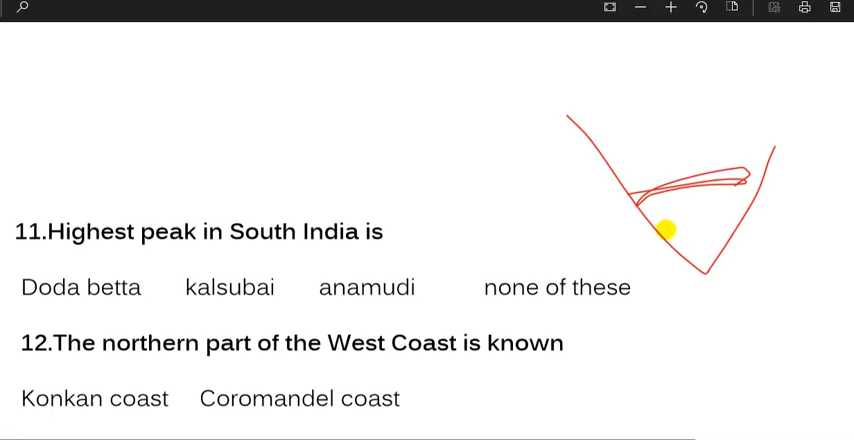 11.Highest peak in South India is
Doda betta kalsubai anamudi none of these
12.The northern part of the West Coast is known
Konkan coast Coromandel coast